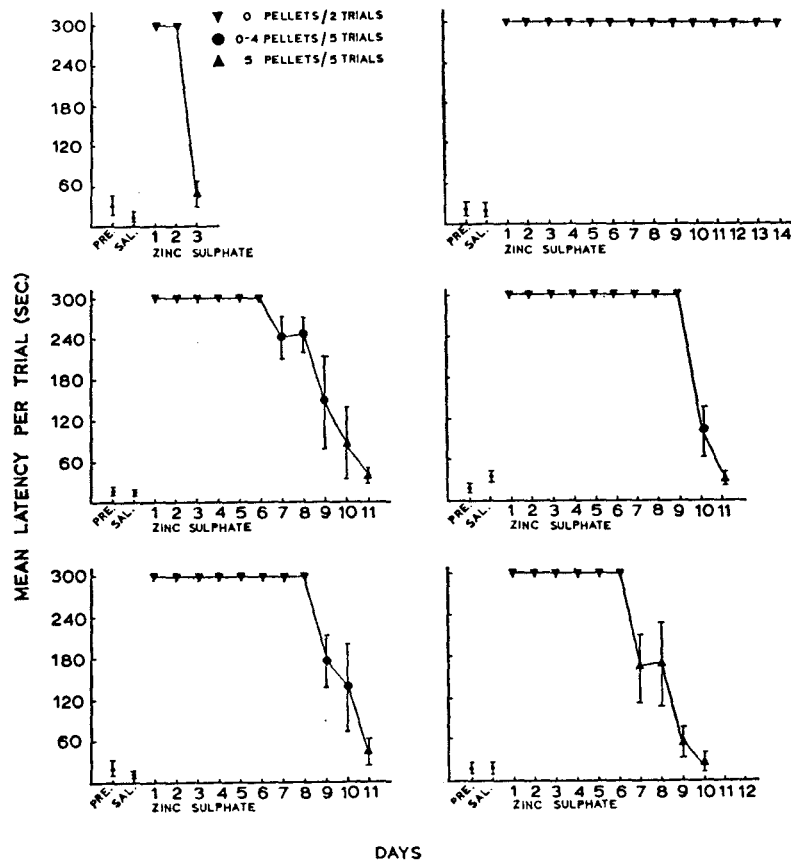 ▼ 0 PELLETS/2 TRIALS
● 0-4 PELLETS/5 TRIALS
▲ 5 PELLETS/5 TRIALS
300
240
180
120
60
PRE. SAL. 1 2 3
ZINC SULPHATE
PRE. SAL. 1 2 3 4 5 6 7 8 9 10 11 12 13 14
ZINC SULPHATE
MEAN LATENCY PER TRIAL (SEC.)
300
240
180
120
60
PRE. SAL. 1 2 3 4 5 6 7 8 9 10 11
ZINC SULPHATE
PRE. SAL. 1 2 3 4 5 6 7 8 9 10 11
ZINC SULPHATE
300
240
180
120
60
PRE. SAL. 1 2 3 4 5 6 7 8 9 10 11
ZINC SULPHATE
PRE. SAL. 1 2 3 4 5 6 7 8 9 10 11 12
ZINC SULPHATE
DAYS